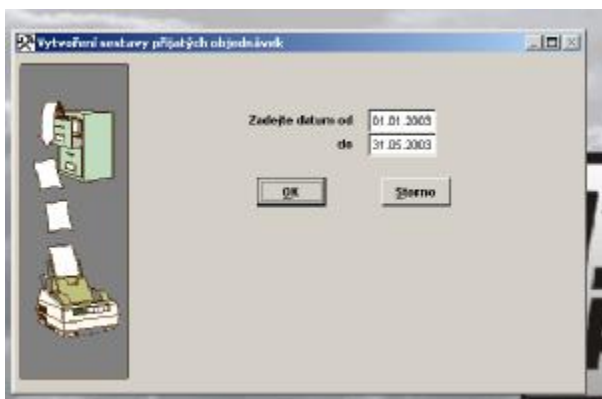 Vytvoření sestavy přijatých objednávek
Zadejte datum od 01.01.2003
do 31.05.2003
OK Storno